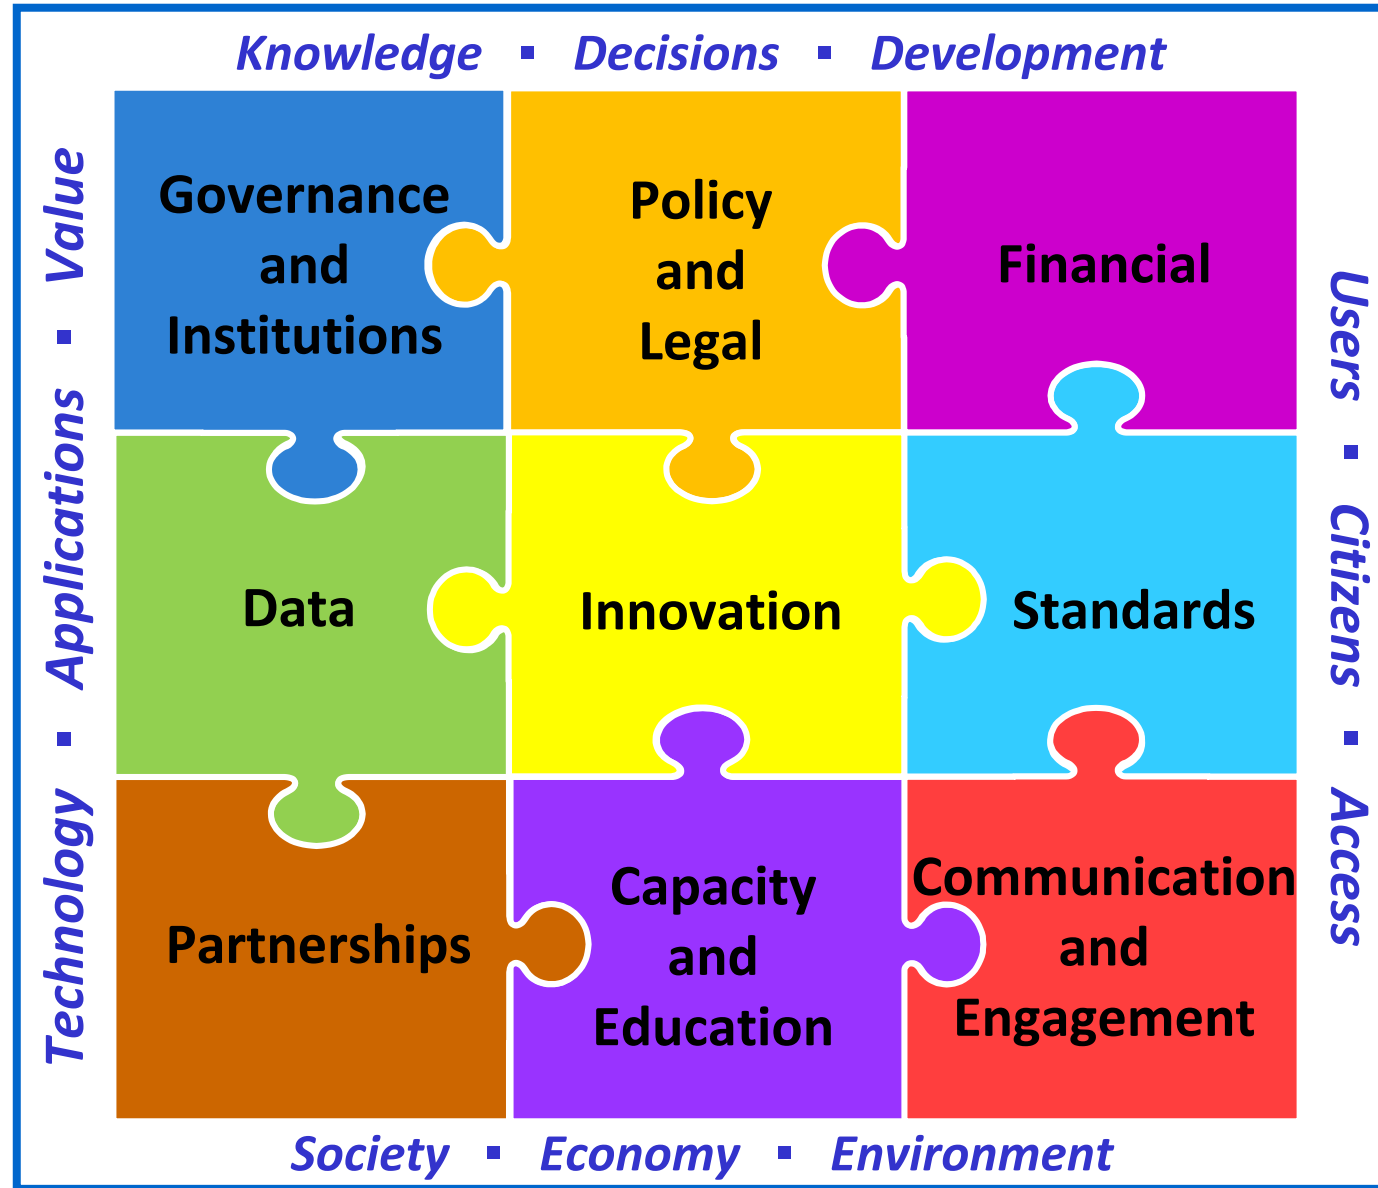 Knowledge ▪ Decisions ▪ Development
Technology ▪ Applications ▪ Value
Governance
and
Institutions
Policy
and
Legal
Financial
Data
Innovation
Standards
Partnerships
Capacity
and
Education
Communication
and
Engagement
Users ▪ Citizens ▪ Access
Society ▪ Economy ▪ Environment